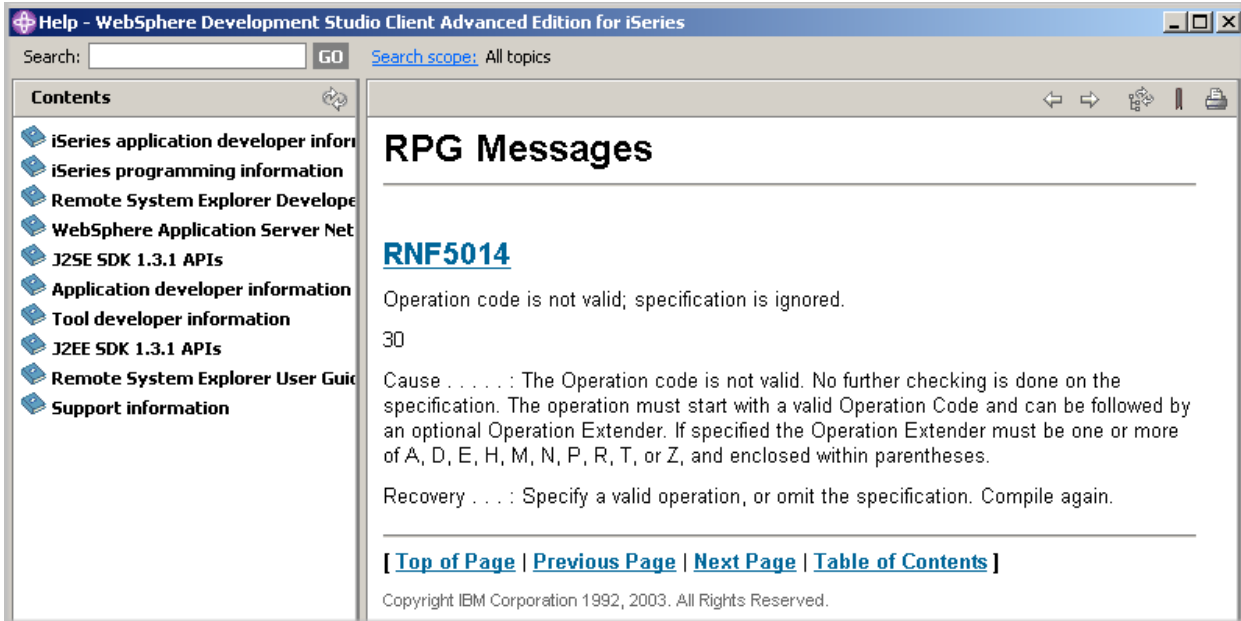 Help - WebSphere Development Studio Client Advanced Edition for iSeries
Search: GO Search scope: All topics
Contents
iSeries application developer inforı
iSeries programming information
Remote System Explorer Develope
WebSphere Application Server Net
J2SE SDK 1.3.1 APIs
Application developer information
Tool developer information
J2EE SDK 1.3.1 APIs
Remote System Explorer User Guid
Support information
RPG Messages
RNF5014
Operation code is not valid; specification is ignored.
30
Cause . . . . . : The Operation code is not valid. No further checking is done on the
specification. The operation must start with a valid Operation Code and can be followed by
an optional Operation Extender. If specified the Operation Extender must be one or more
of A, D, E, H, M, N, P, R, T, or Z, and enclosed within parentheses.
Recovery . . . : Specify a valid operation, or omit the specification. Compile again.
[ Top of Page | Previous Page | Next Page | Table of Contents ]
Copyright IBM Corporation 1992, 2003. All Rights Reserved.